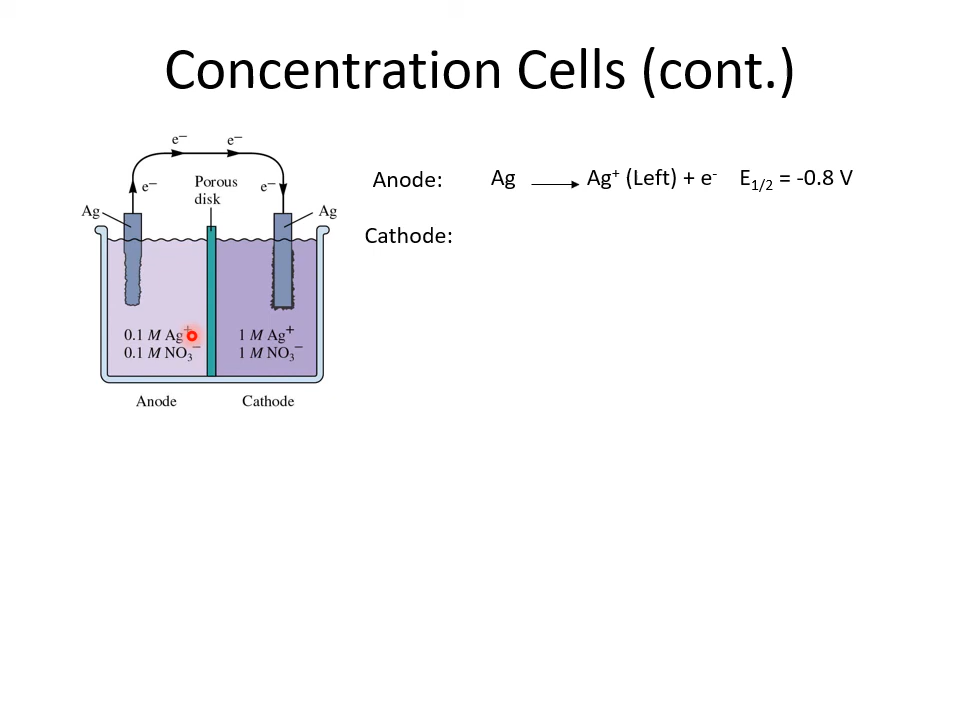 Concentration Cells (cont.)
e⁻ e⁻
e⁻ Porous disk e⁻
Ag Ag
0.1 M Ag⁺ 1 M Ag⁺
0.1 M NO₃⁻ 1 M NO₃⁻
Anode Cathode
Anode: Ag ⟶ Ag⁺ (Left) + e⁻ E₁/₂ = -0.8 V
Cathode: